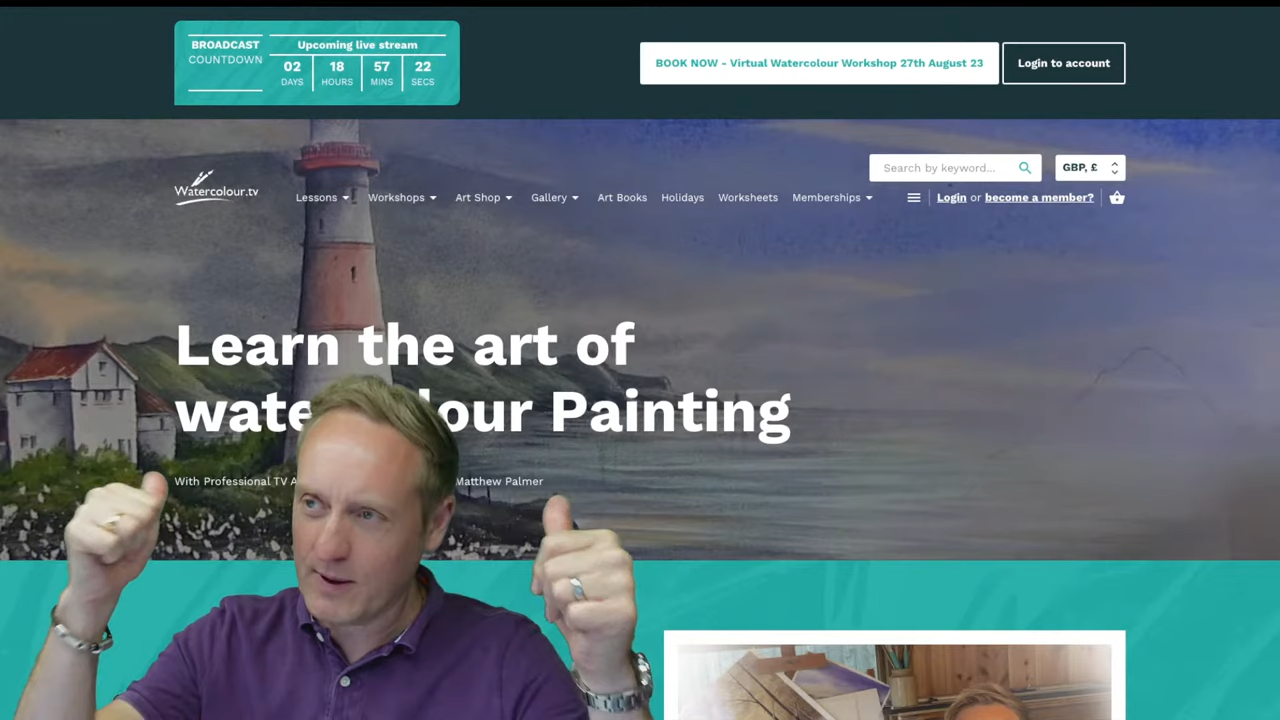 BROADCAST
COUNTDOWN
Upcoming live stream
02 18 57 22
DAYS HOURS MINS SECS
BOOK NOW - Virtual Watercolour Workshop 27th August 23
Login to account
Watercolour.tv
Search by keyword...
GBP, £
Lessons Workshops Art Shop Gallery Art Books Holidays Worksheets Memberships
Login or become a member?
Learn the art of
wate lour Painting
With Professional TV A Matthew Palmer